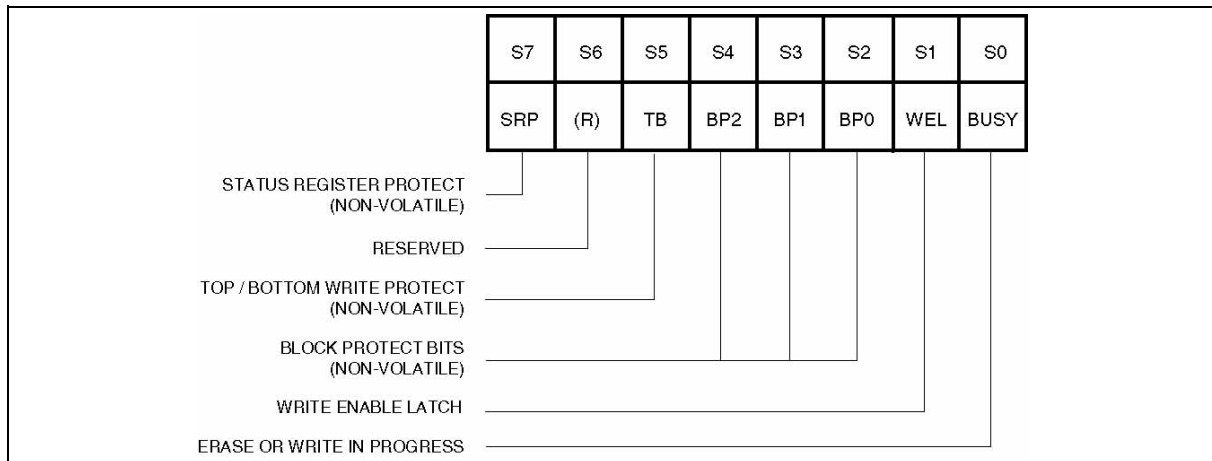 S7 S6 S5 S4 S3 S2 S1 S0
SRP (R) TB BP2 BP1 BP0 WEL BUSY
STATUS REGISTER PROTECT
(NON-VOLATILE)
RESERVED
TOP / BOTTOM WRITE PROTECT
(NON-VOLATILE)
BLOCK PROTECT BITS
(NON-VOLATILE)
WRITE ENABLE LATCH
ERASE OR WRITE IN PROGRESS